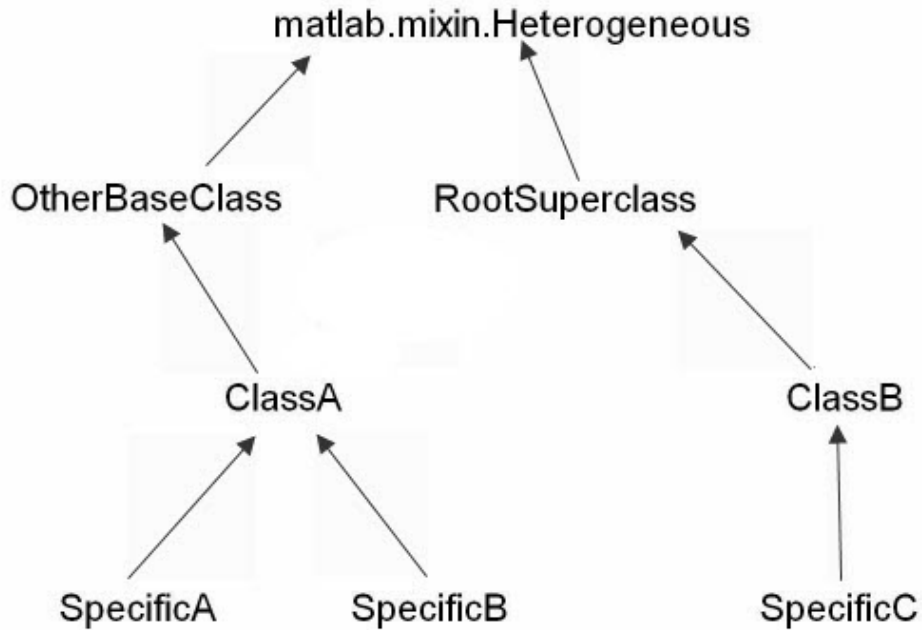 matlab.mixin.Heterogeneous
OtherBaseClass
RootSuperclass
ClassA
ClassB
SpecificA
SpecificB
SpecificC